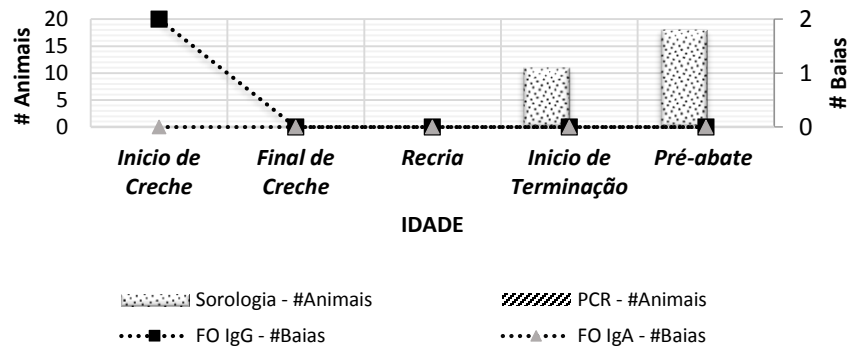 # Animais
20
15
10
5
0
2
1
0
# Baias
Inicio de Creche
Final de Creche
Recria
Inicio de Terminação
Pré-abate
IDADE
Sorologia - #Animais
PCR - #Animais
FO IgG - #Baias
FO IgA - #Baias